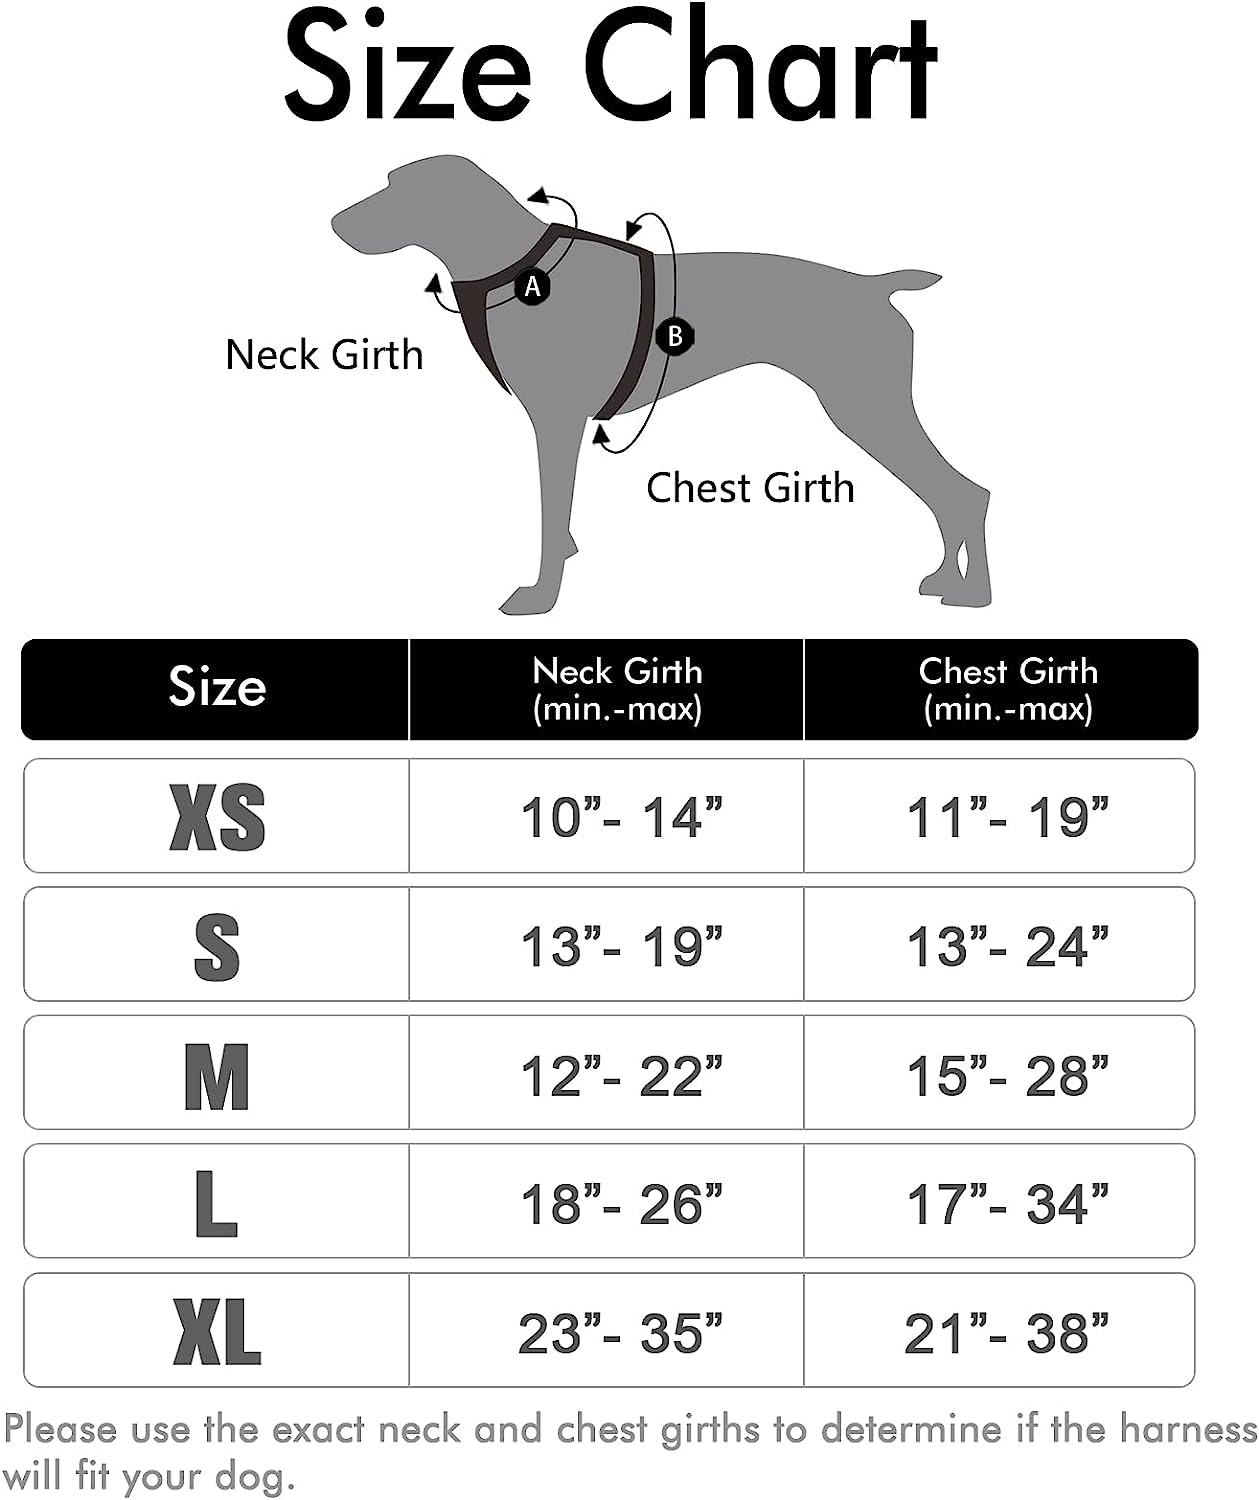 Size Chart
A
B
Neck Girth
Chest Girth
Size
Neck Girth
(min.-max)
Chest Girth
(min.-max)
XS
10”- 14”
11”- 19”
S
13”- 19”
13”- 24”
M
12”- 22”
15”- 28”
L
18”- 26”
17”- 34”
XL
23”- 35”
21”- 38”
Please use the exact neck and chest girths to determine if the harness
will fit your dog.